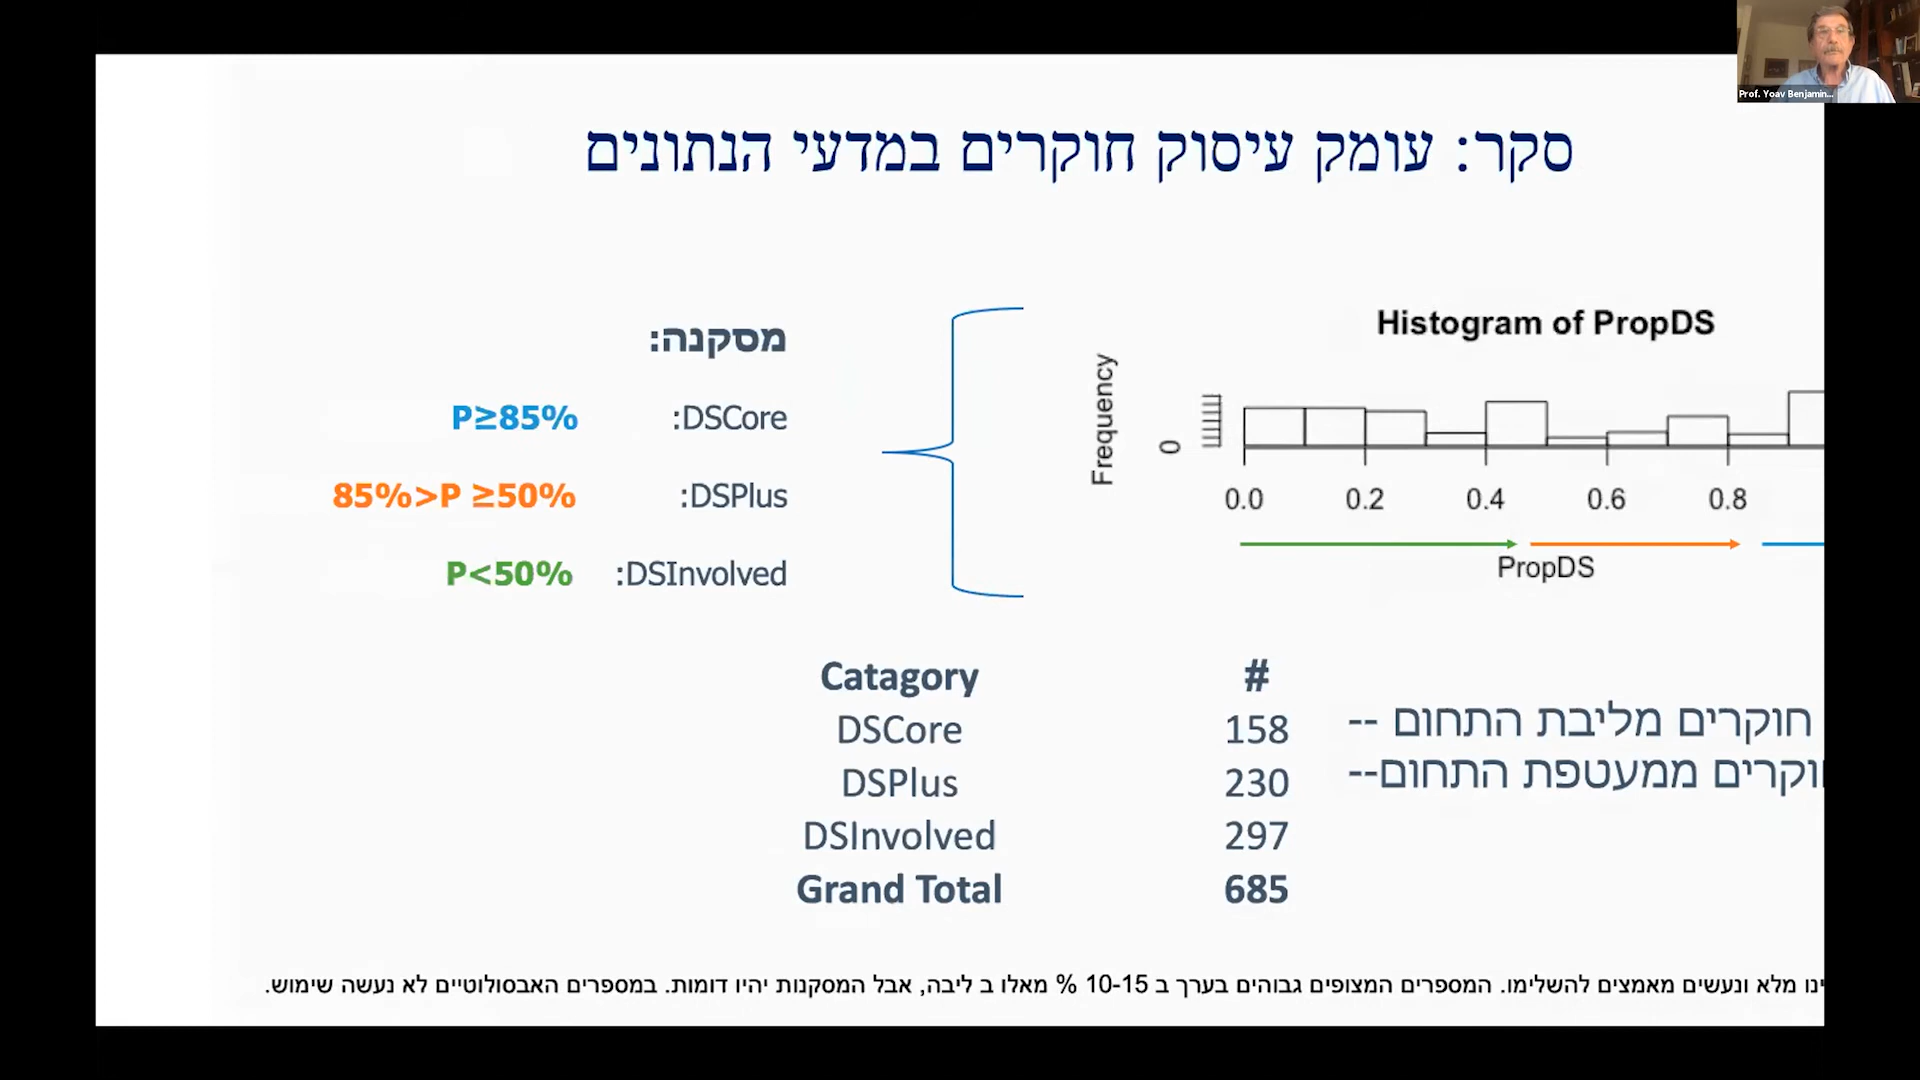 Prof. Yoav Benjamin...
סקר: עומק עיסוק חוקרים במדעי הנתונים
מסקנה:
DSCore: P≥85%
DSPlus: 85%>P ≥50%
DSInvolved: P<50%
Histogram of PropDS
Frequency
0
0.0 0.2 0.4 0.6 0.8
PropDS
Catagory #
DSCore 158 -- חוקרים מליבת התחום
DSPlus 230 --חוקרים ממעטפת התחום
DSInvolved 297
Grand Total 685
מלא ונעשים מאמצים להשלימו. המספרים המצופים גבוהים בערך ב 10-15 % מאלו ב ליבה, אבל המסקנות יהיו דומות. במספרים האבסולוטיים לא נעשה שימוש.